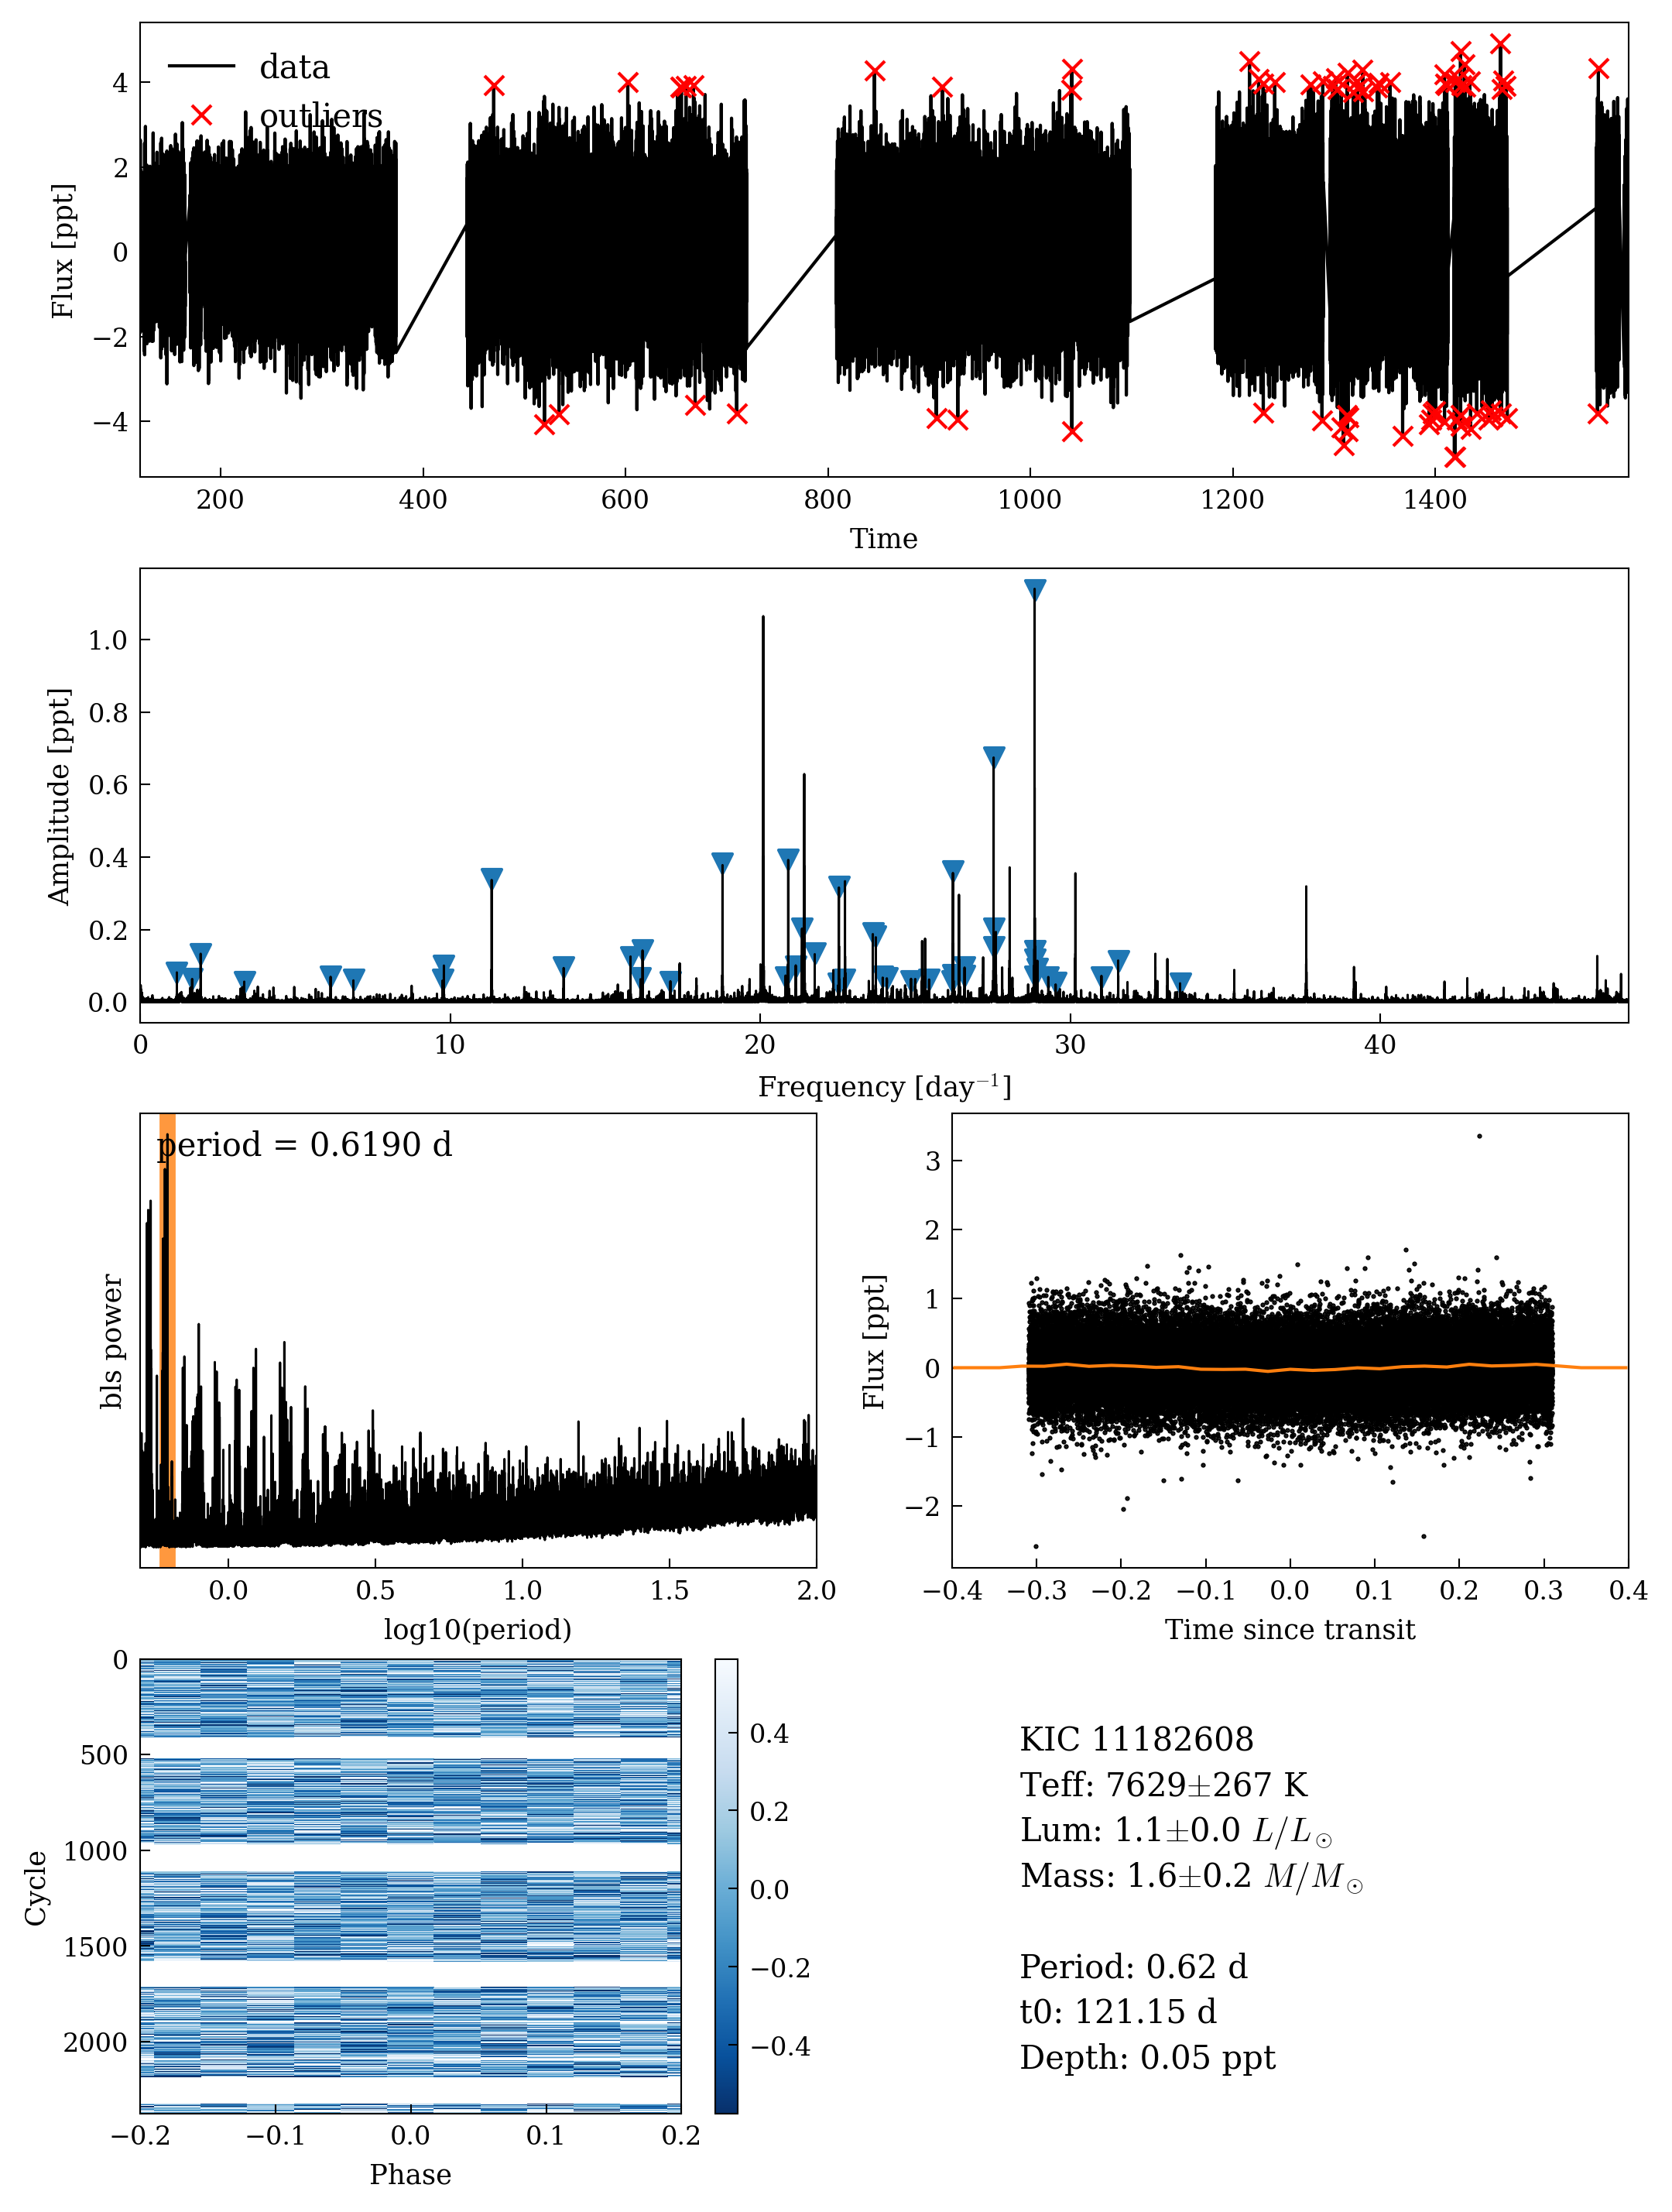 data
outliers
4
2
0
−2
−4
Flux [ppt]
200 400 600 800 1000 1200 1400
Time
1.0
0.8
0.6
0.4
0.2
0.0
Amplitude [ppt]
0 10 20 30 40
Frequency [day⁻¹]
period = 0.6190 d
bls power
0.0 0.5 1.0 1.5 2.0
log10(period)
3
2
1
0
−1
−2
Flux [ppt]
−0.4 −0.3 −0.2 −0.1 0.0 0.1 0.2 0.3 0.4
Time since transit
0
500
1000
1500
2000
Cycle
−0.2 −0.1 0.0 0.1 0.2
Phase
0.4
0.2
0.0
−0.2
−0.4
KIC 11182608
Teff: 7629±267 K
Lum: 1.1±0.0 L/L⊙
Mass: 1.6±0.2 M/M⊙
Period: 0.62 d
t0: 121.15 d
Depth: 0.05 ppt